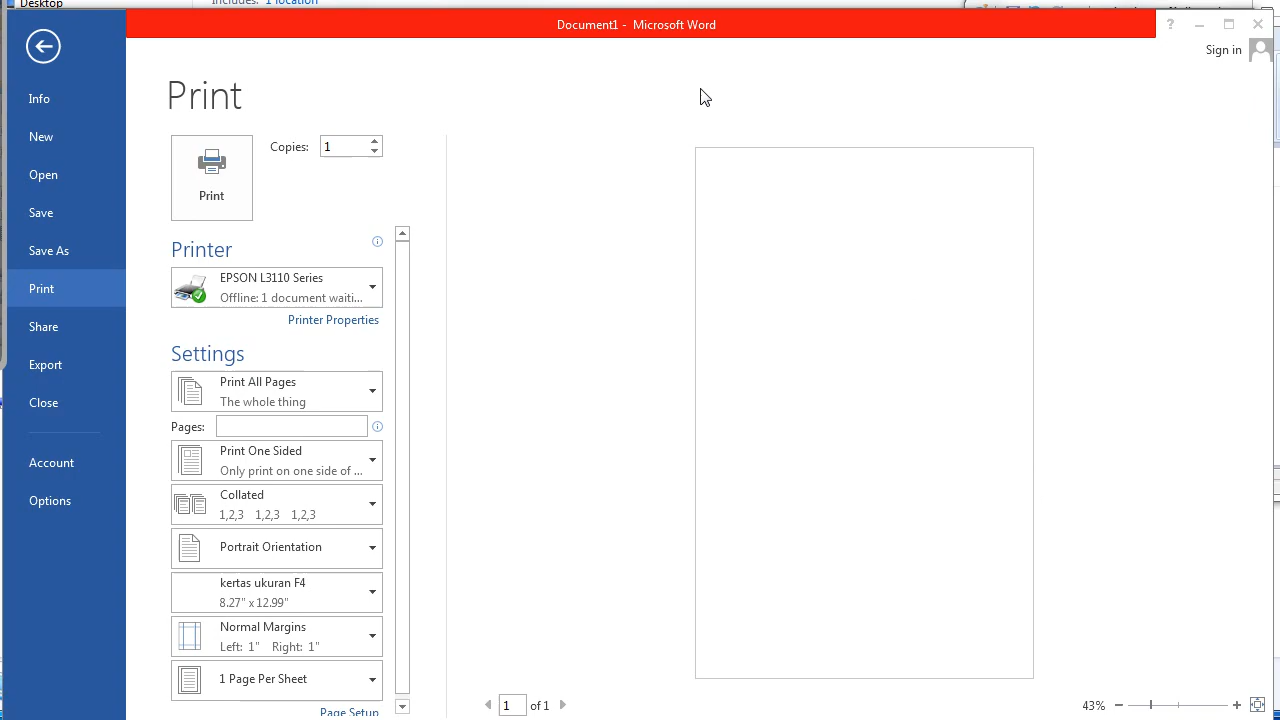 Desktop
Includes: 1 location
Document1 - Microsoft Word
?
Sign in
Info
New
Open
Save
Save As
Print
Share
Export
Close
Account
Options
Print
Print
Copies: 1
Printer
EPSON L3110 Series
Offline: 1 document waiti...
Printer Properties
Settings
Print All Pages
The whole thing
Pages:
Print One Sided
Only print on one side of ...
Collated
1,2,3 1,2,3 1,2,3
Portrait Orientation
kertas ukuran F4
8.27" x 12.99"
Normal Margins
Left: 1" Right: 1"
1 Page Per Sheet
Page Setup
1 of 1
43%